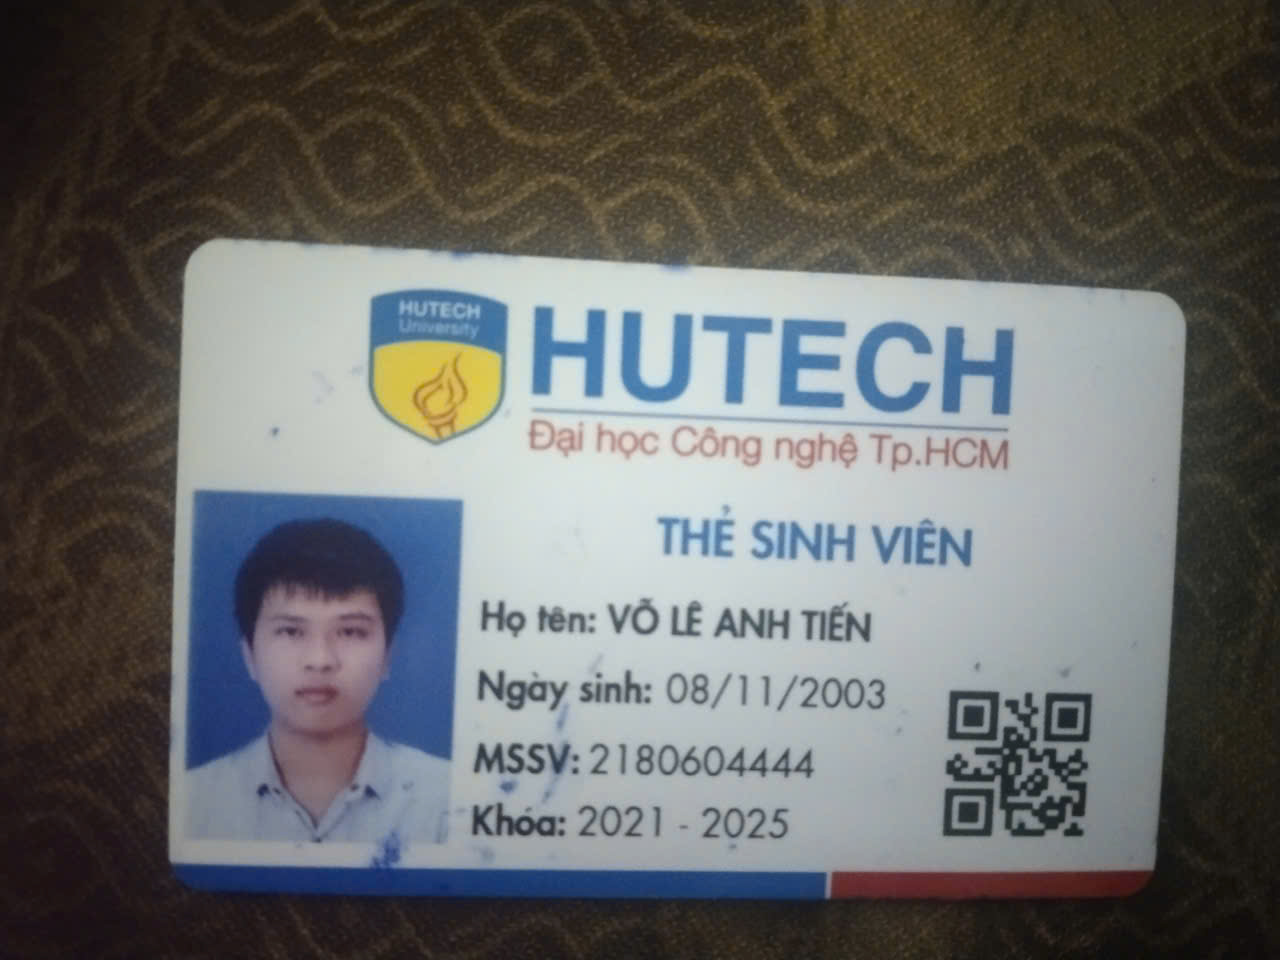 HUTECH
University
HUTECH
Đại học Công nghệ Tp.HCM
THẺ SINH VIÊN
Họ tên: VÕ LÊ ANH TIẾN
Ngày sinh: 08/11/2003
MSSV: 2180604444
Khóa: 2021 - 2025